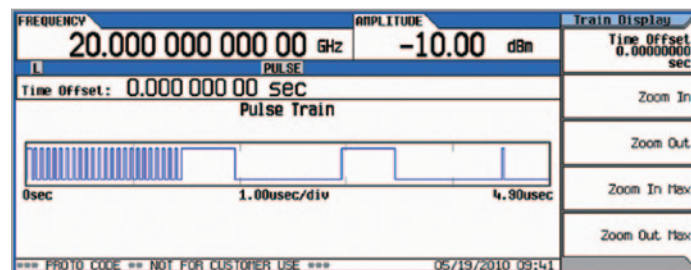 FREQUENCY
20.000 000 000 00 GHz
AMPLITUDE
-10.00 dBm
L
PULSE
Time Offset: 0.000 000 00 sec
Pulse Train
0sec
1.00usec/div
4.90usec
*** PROTO CODE ** NOT FOR CUSTOMER USE ***
05/19/2010 09:41
Train Display
Time Offset
0.00000000
sec
Zoom In
Zoom Out
Zoom In Max
Zoom Out Max